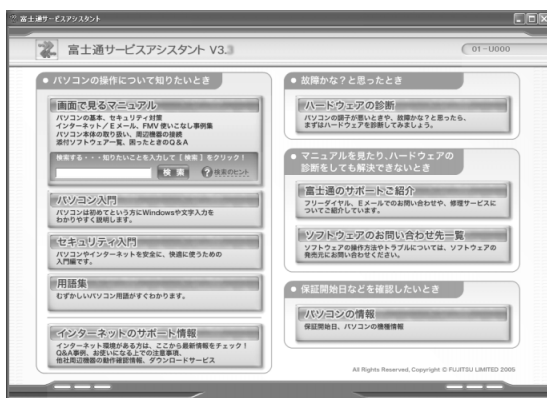 富士通サービスアシスタント
富士通サービスアシスタント V3.3
01-U000
パソコンの操作について知りたいとき
画面で見るマニュアル
パソコンの基本、セキュリティ対策
インターネット／Eメール、FMV使いこなし事例集
パソコン本体の取り扱い、周辺機器の接続
添付ソフトウェア一覧、困ったときのQ&A
検索する・・・知りたいことを入力して【検索】をクリック！
検索
検索のヒント
パソコン入門
パソコンは初めてという方にWindowsや文字入力を
わかりやすく説明します。
セキュリティ入門
パソコンやインターネットを安全に、快適に使うための
入門編です。
用語集
むずかしいパソコン用語がすぐわかります。
インターネットのサポート情報
インターネット環境がある方は、ここから最新情報をチェック！
Q&A事例、お使いになる上での注意事項、
他社周辺機器の動作確認情報、ダウンロードサービス
故障かな？と思ったとき
ハードウェアの診断
パソコンの調子が悪いときや、故障かな？と思ったら、
まずはハードウェアを診断してみましょう。
マニュアルを見たり、ハードウェアの
診断をしても解決できないとき
富士通のサポートご紹介
フリーダイヤル、Eメールでのお問い合わせや、修理サービスに
ついてご紹介しています。
ソフトウェアのお問い合わせ先一覧
ソフトウェアの操作方法やトラブルについては、ソフトウェアの
発売元にお問い合わせください。
保証開始日などを確認したいとき
パソコンの情報
保証開始日、パソコンの機種情報
All Rights Reserved, Copyright © FUJITSU LIMITED 2005